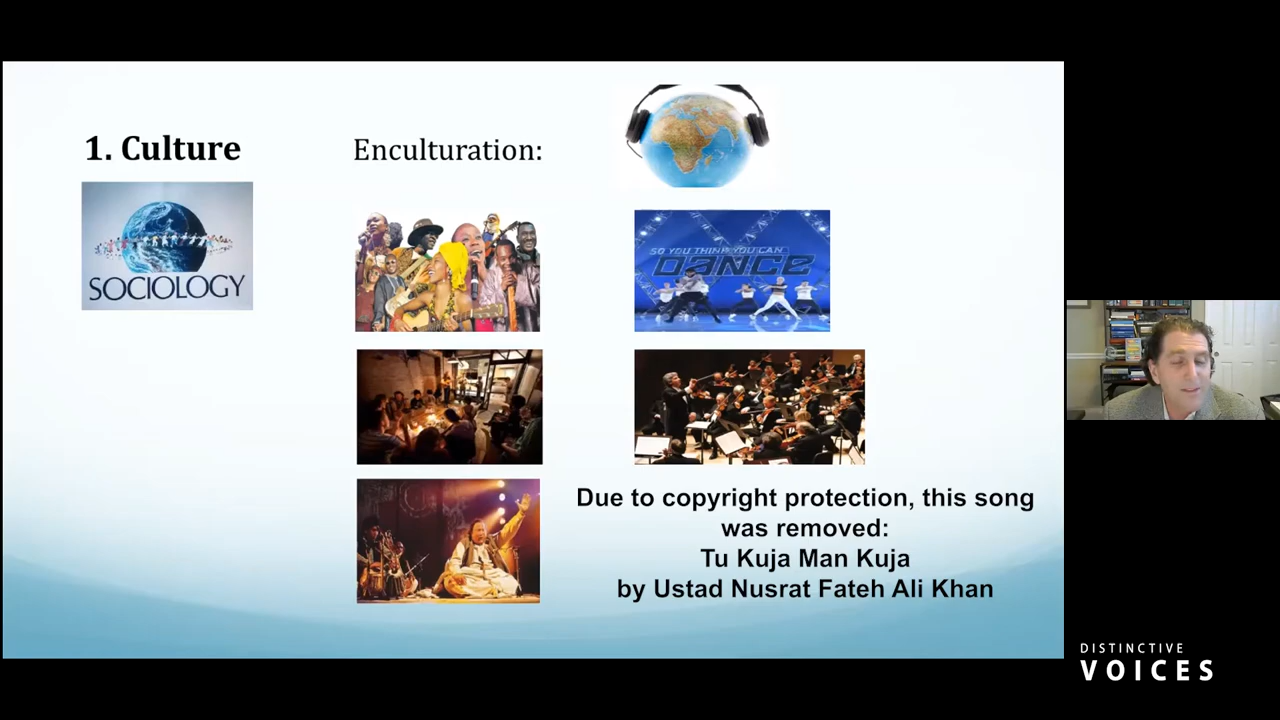 1. Culture
Enculturation:
SOCIOLOGY
SO YOU THINK YOU CAN
DANCE
Due to copyright protection, this song
was removed:
Tu Kuja Man Kuja
by Ustad Nusrat Fateh Ali Khan
DISTINCTIVE
VOICES